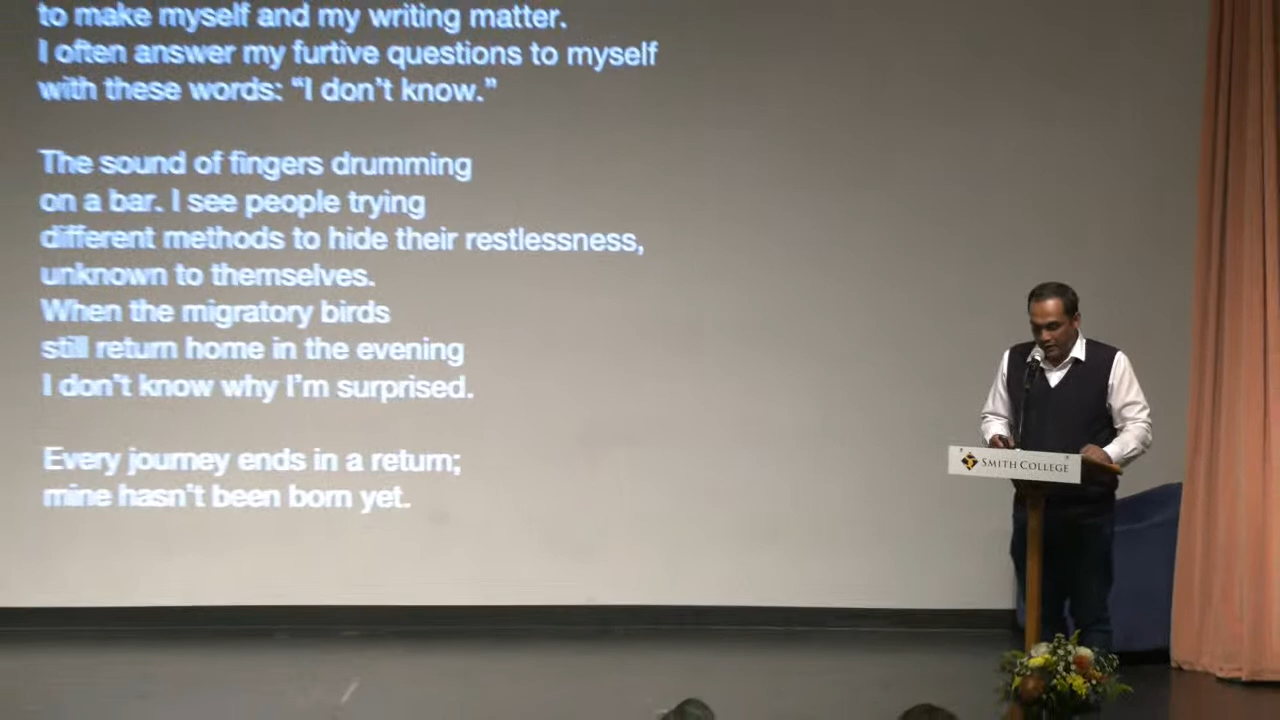 to make myself and my writing matter.
I often answer my furtive questions to myself
with these words: “I don’t know.”
The sound of fingers drumming
on a bar. I see people trying
different methods to hide their restlessness,
unknown to themselves.
When the migratory birds
still return home in the evening
I don’t know why I’m surprised.
Every journey ends in a return;
mine hasn’t been born yet.
SMITH COLLEGE